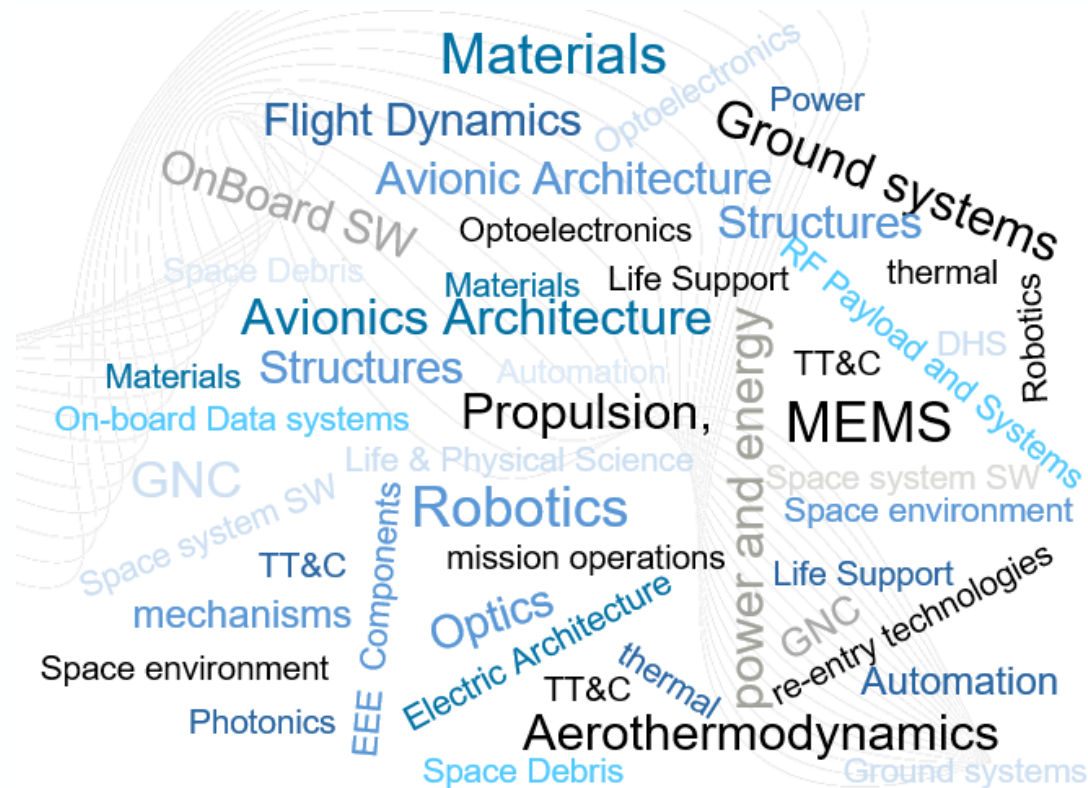 Materials
Optoelectronics
Power
Flight Dynamics
Ground systems
OnBoard SW
Avionic Architecture
Optoelectronics
Structures
Space Debris
Materials
Life Support
RF Payload and Systems
thermal
Robotics
Avionics Architecture
DHS
Materials
Structures
Automation
TT&C
On-board Data systems
Propulsion,
power and energy
MEMS
GNC
Life & Physical Science
Space system SW
Space system SW
EEE Components
Robotics
Space environment
TT&C
mission operations
Life Support
mechanisms
Optics
Electric Architecture
GNC
re-entry technologies
Space environment
TT&C
thermal
Automation
Photonics
Aerothermodynamics
Space Debris
Ground systems